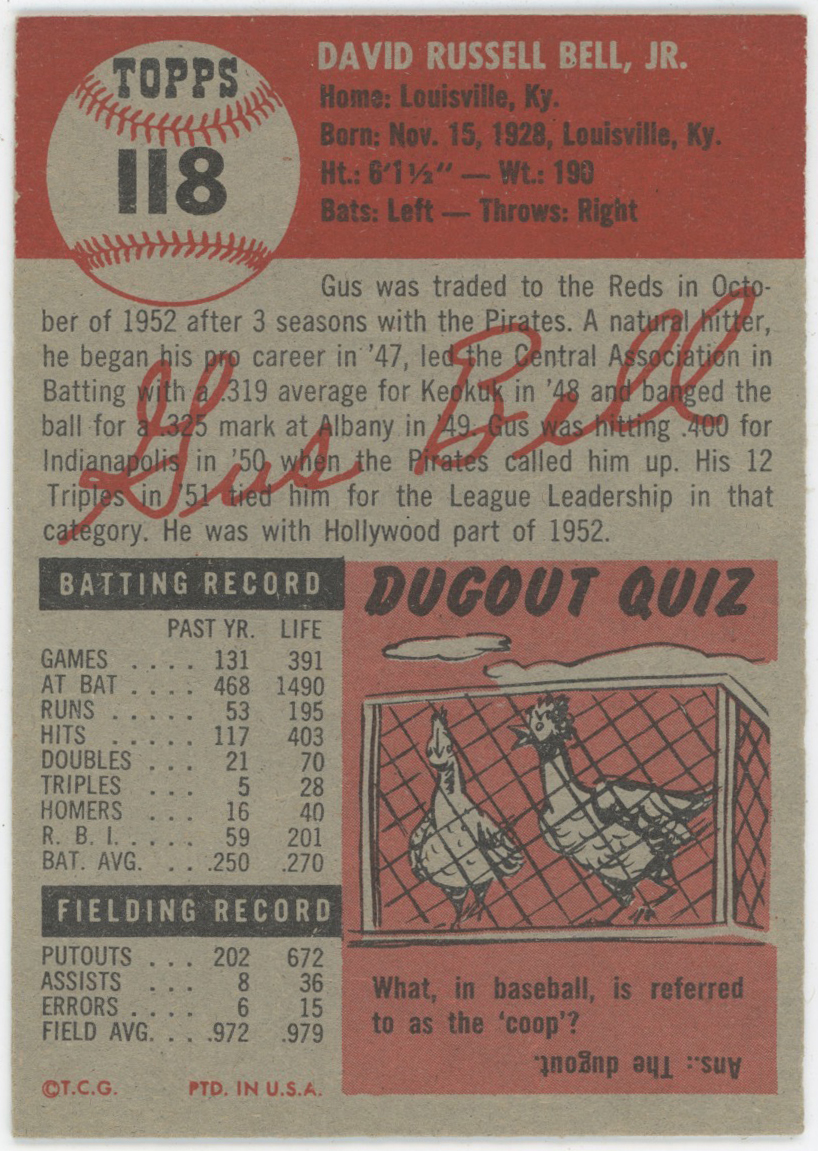 TOPPS
118
DAVID RUSSELL BELL, JR.
Home: Louisville, Ky.
Born: Nov. 15, 1928, Louisville, Ky.
Ht.: 6'1½" — Wt.: 190
Bats: Left — Throws: Right
Gus was traded to the Reds in Octo-
ber of 1952 after 3 seasons with the Pirates. A natural hitter,
he began his pro career in '47, led the Central Association in
Batting with a .319 average for Keokuk in '48 and banged the
ball for a .325 mark at Albany in '49. Gus was hitting .400 for
Indianapolis in '50 when the Pirates called him up. His 12
Triples in '51 tied him for the League Leadership in that
category. He was with Hollywood part of 1952.
Gus Bell
BATTING RECORD
PAST YR. LIFE
GAMES .... 131 391
AT BAT .... 468 1490
RUNS ..... 53 195
HITS ..... 117 403
DOUBLES ... 21 70
TRIPLES ... 5 28
HOMERS ... 16 40
R. B. I. .... 59 201
BAT. AVG. .. .250 .270
FIELDING RECORD
PUTOUTS ... 202 672
ASSISTS ... 8 36
ERRORS .... 6 15
FIELD AVG. .. .972 .979
©T.C.G. PTD. IN U.S.A.
DUGOUT QUIZ
What, in baseball, is referred
to as the 'coop'?
Ans.: The dugout.